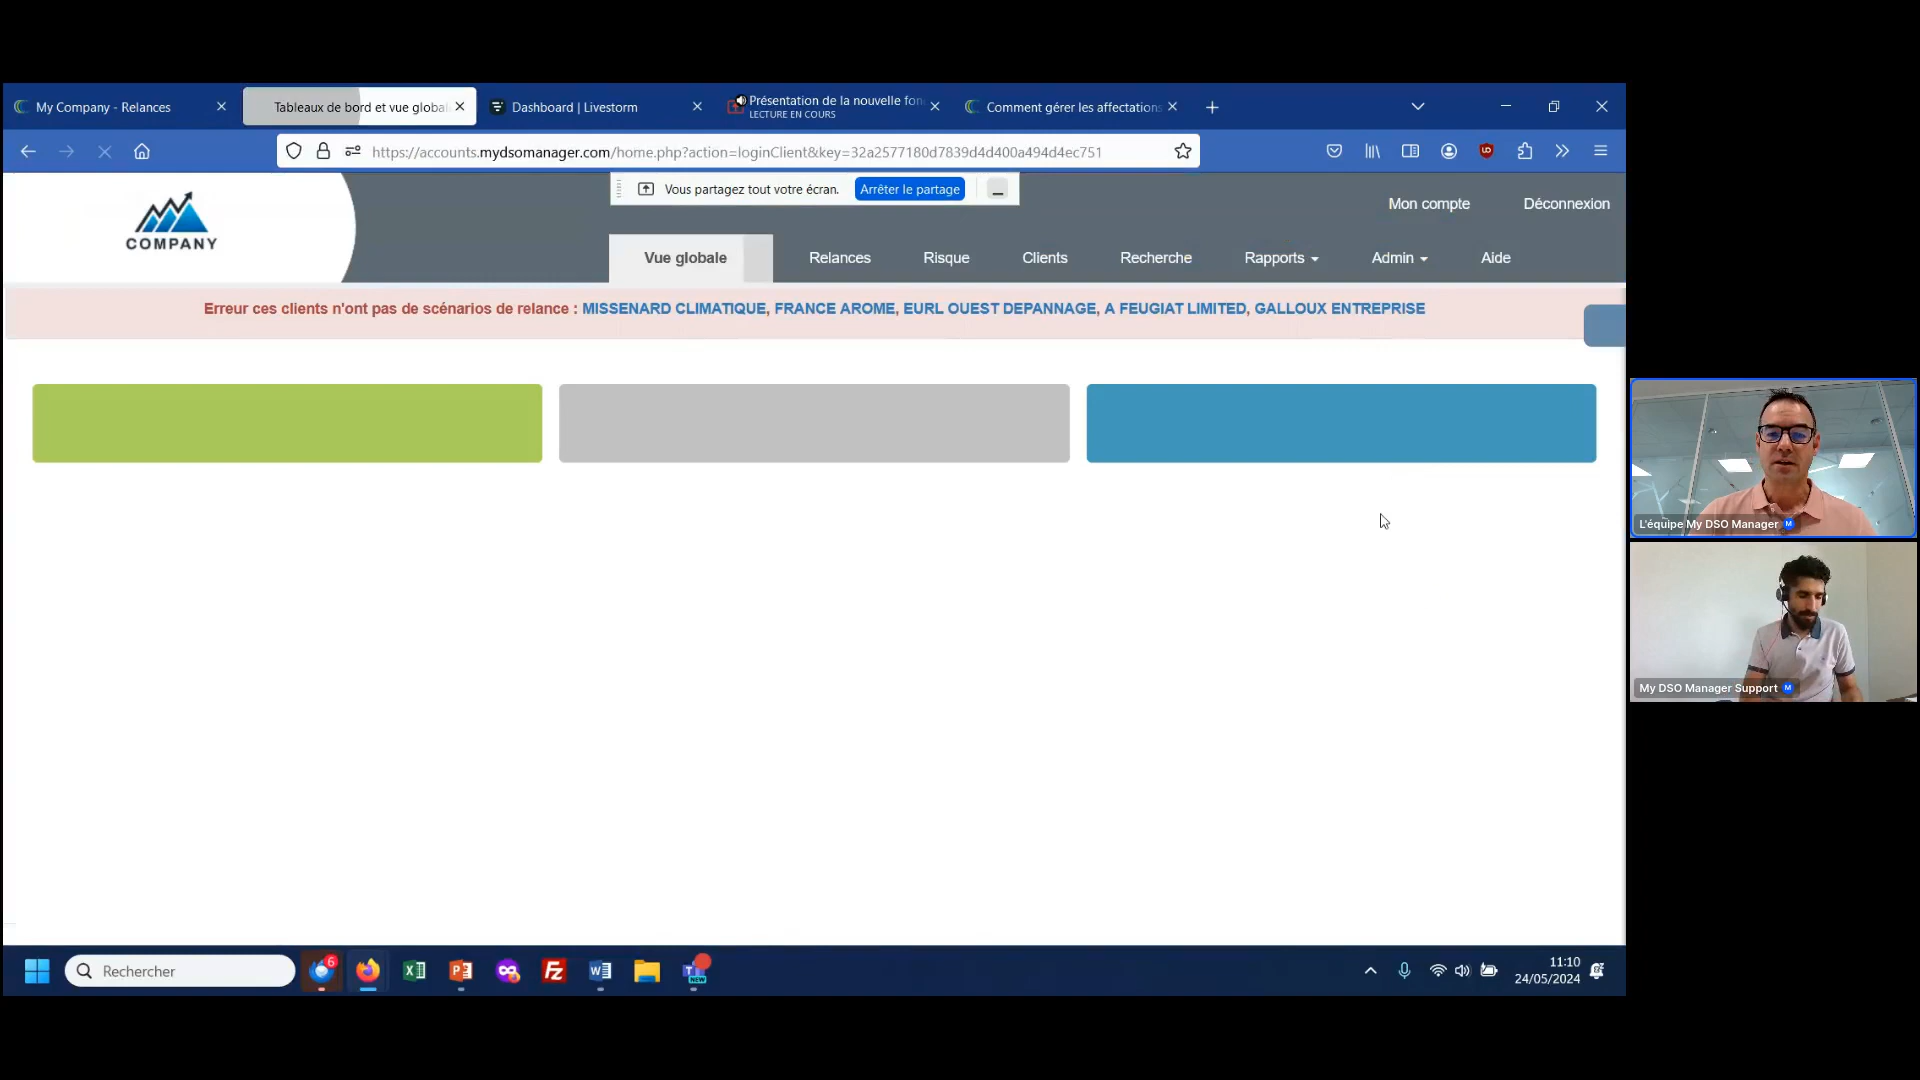 My Company - Relances
Tableaux de bord et vue globa
Dashboard | Livestorm
Présentation de la nouvelle fon
LECTURE EN COURS
Comment gérer les affectations
https://accounts.mydsomanager.com/home.php?action=loginClient&key=32a2577180d7839d4d400a494d4ec751
Vous partagez tout votre écran.
Arrêter le partage
Mon compte
Déconnexion
COMPANY
Vue globale
Relances
Risque
Clients
Recherche
Rapports
Admin
Aide
Erreur ces clients n'ont pas de scénarios de relance : MISSENARD CLIMATIQUE, FRANCE AROME, EURL OUEST DEPANNAGE, A FEUGIAT LIMITED, GALLOUX ENTREPRISE
L'équipe My DSO Manager M
My DSO Manager Support M
Rechercher
6
NEW
11:10
24/05/2024